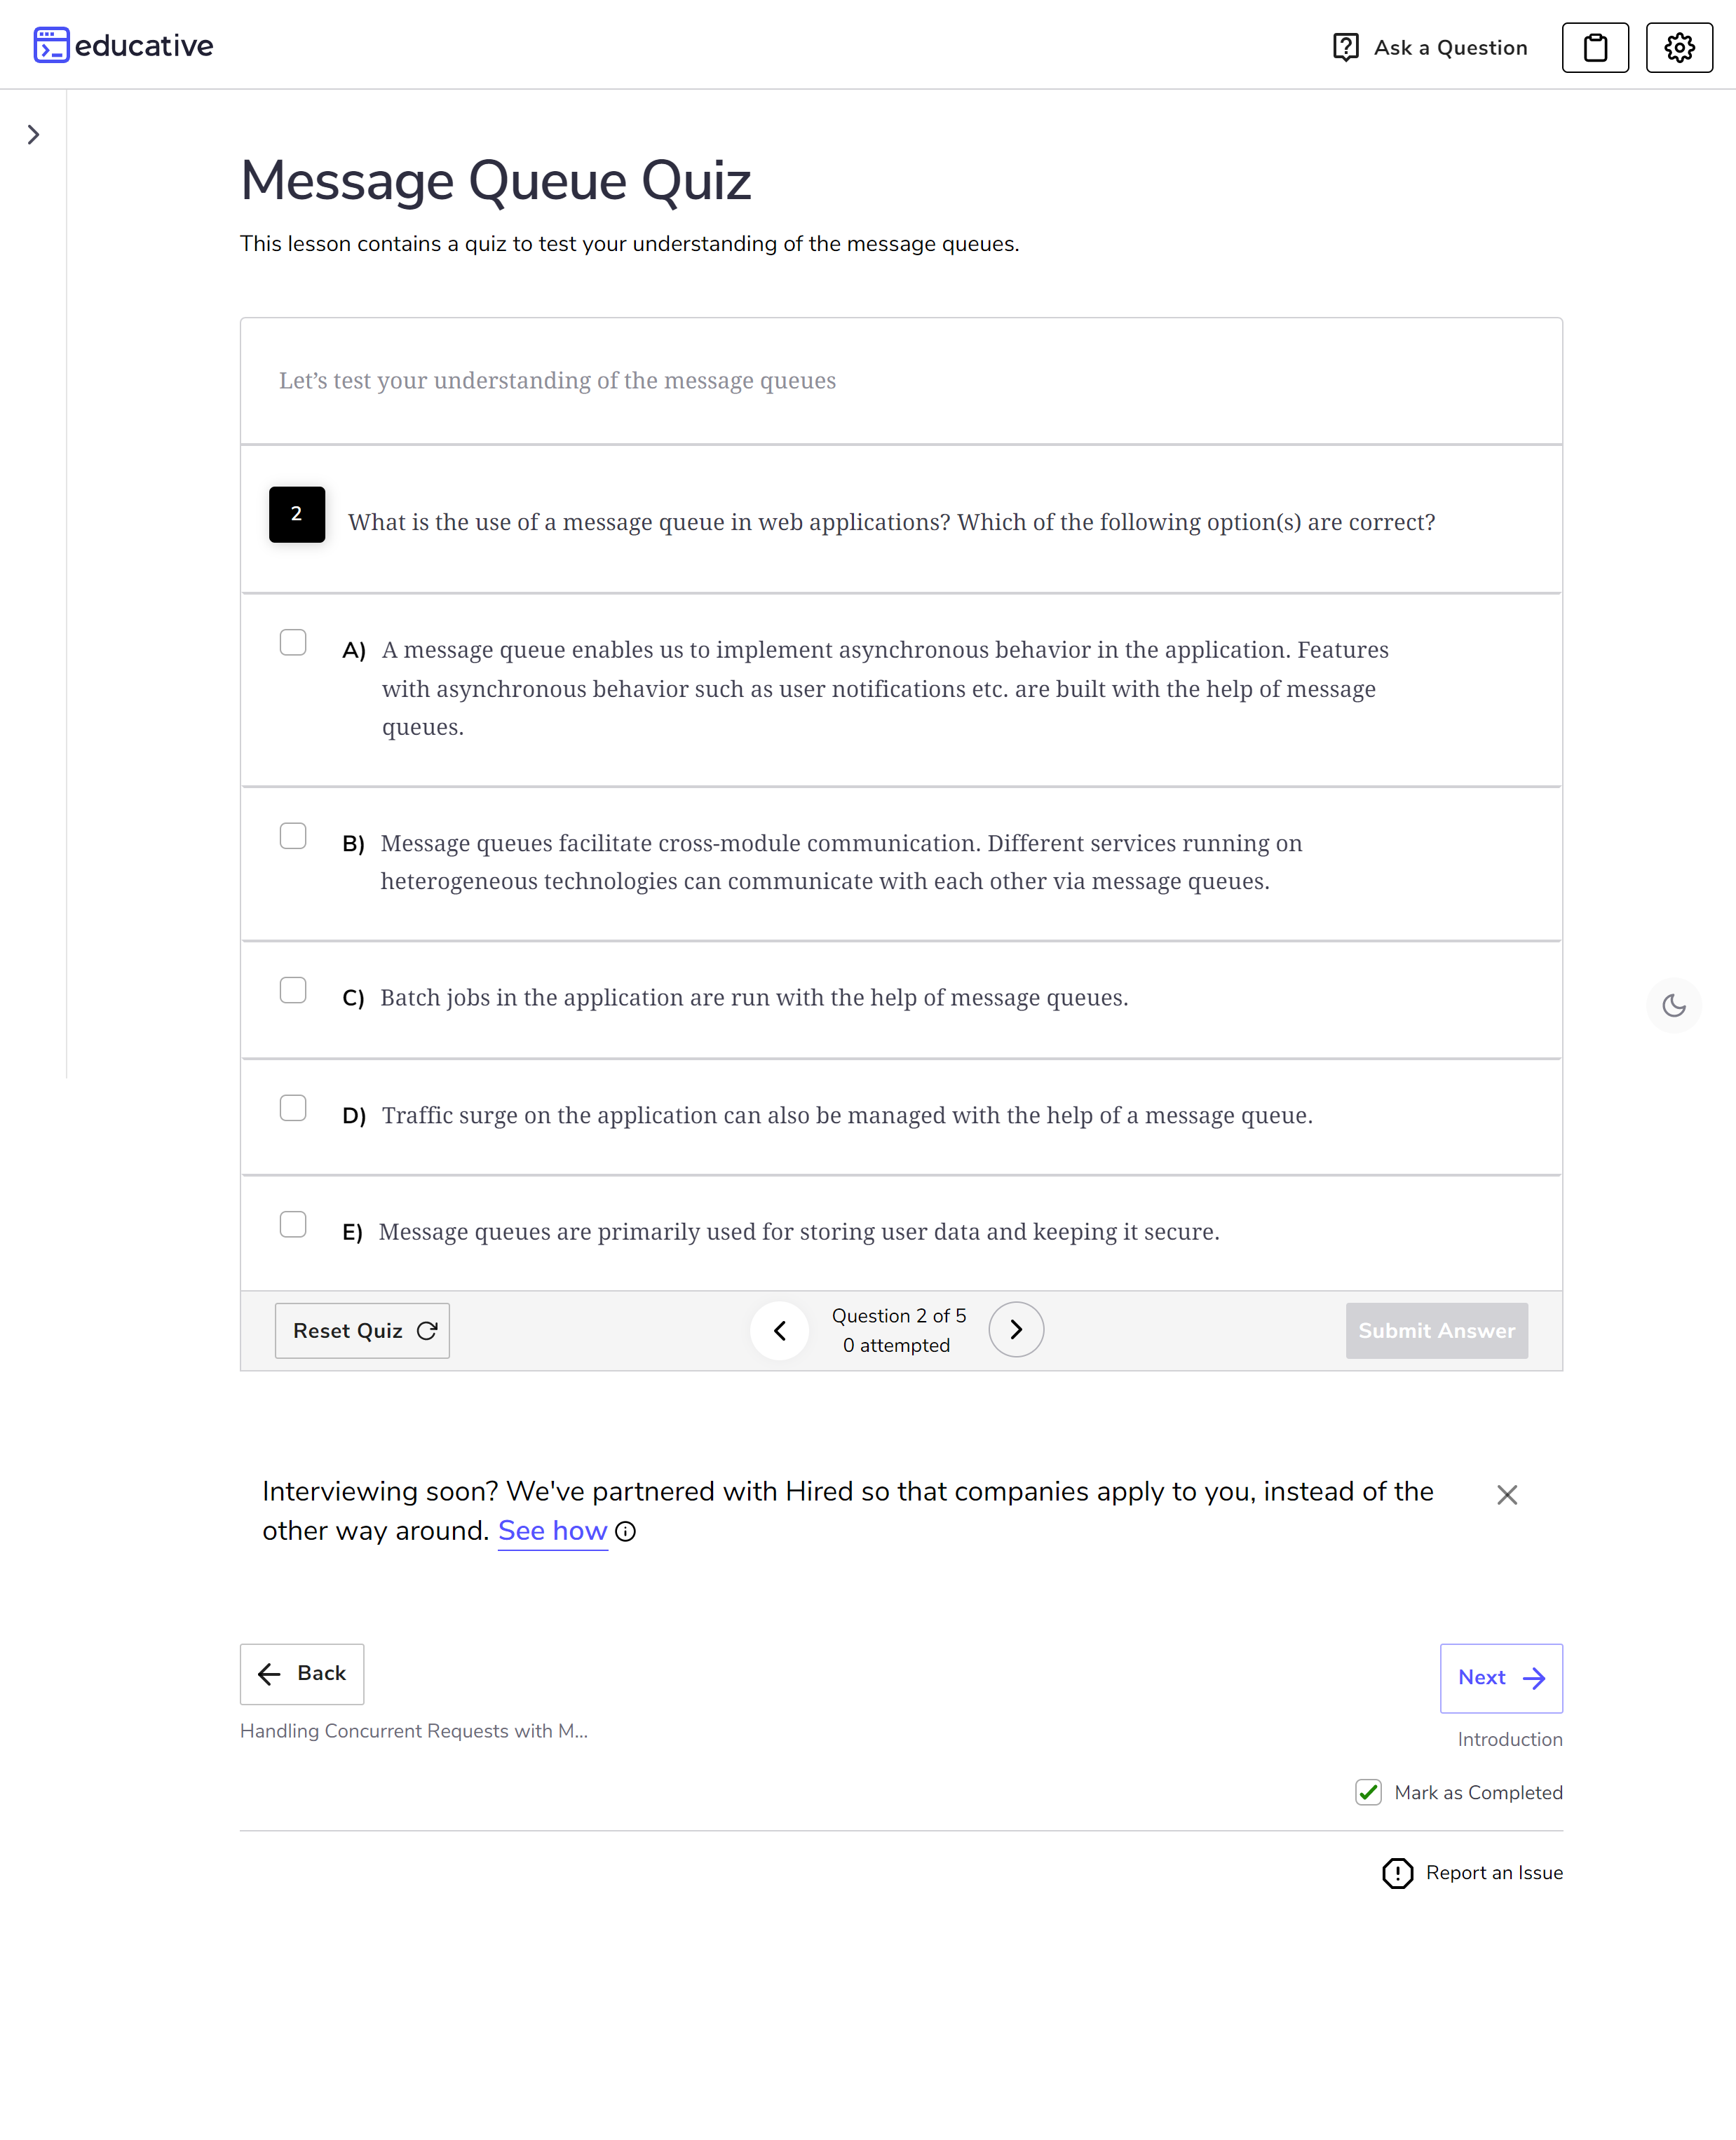 educative
Ask a Question
Message Queue Quiz
This lesson contains a quiz to test your understanding of the message queues.
Let’s test your understanding of the message queues
2
What is the use of a message queue in web applications? Which of the following option(s) are correct?
A) A message queue enables us to implement asynchronous behavior in the application. Features
with asynchronous behavior such as user notifications etc. are built with the help of message
queues.
B) Message queues facilitate cross-module communication. Different services running on
heterogeneous technologies can communicate with each other via message queues.
C) Batch jobs in the application are run with the help of message queues.
D) Traffic surge on the application can also be managed with the help of a message queue.
E) Message queues are primarily used for storing user data and keeping it secure.
Reset Quiz
Question 2 of 5
0 attempted
Submit Answer
Interviewing soon? We've partnered with Hired so that companies apply to you, instead of the
other way around. See how
Back
Next
Handling Concurrent Requests with M...
Introduction
Mark as Completed
Report an Issue